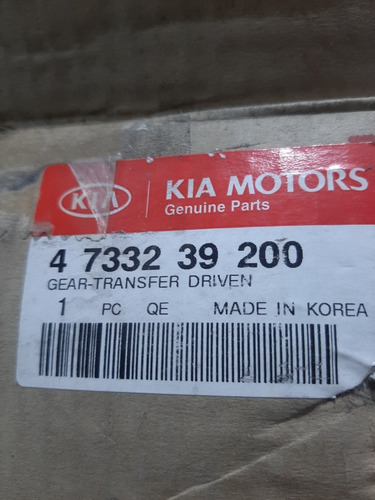 KIA
KIA MOTORS
Genuine Parts
4 7332 39 200
GEAR-TRANSFER DRIVEN
1 PC QE MADE IN KOREA